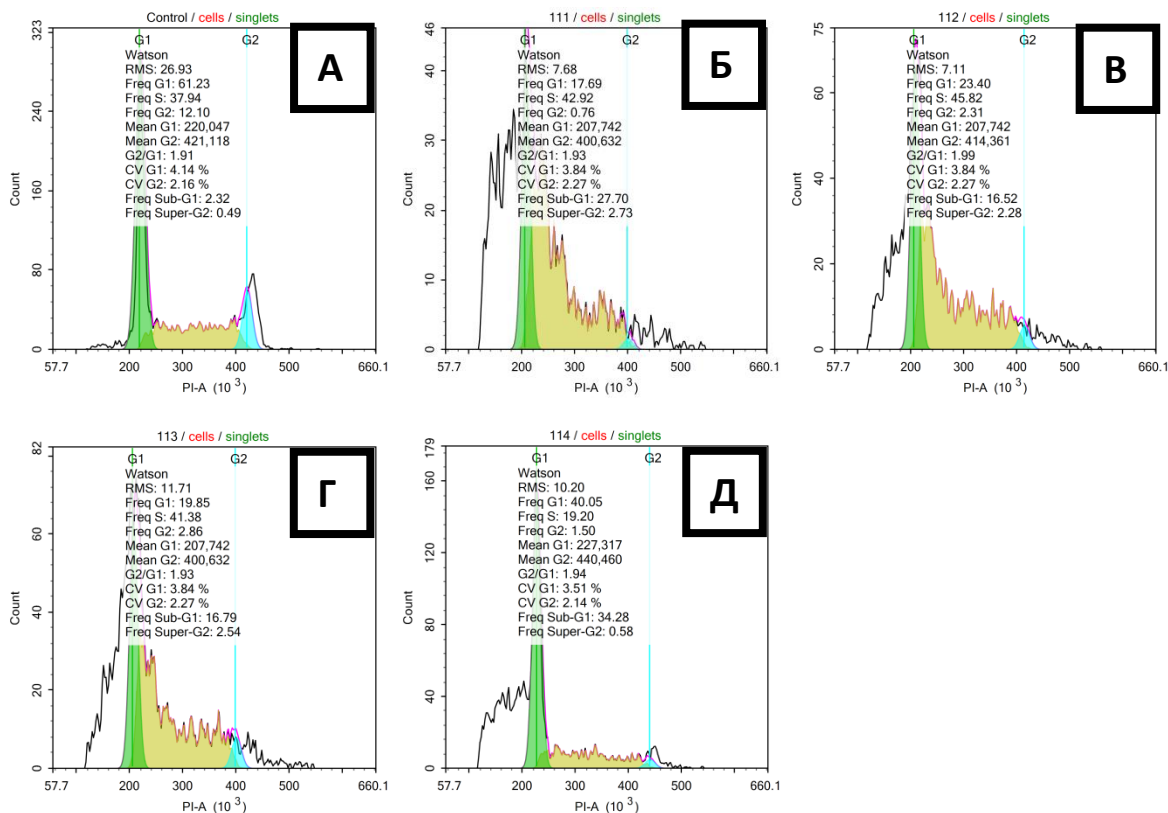 Control / cells / singlets
323
240
160
80
0
Count
G1
G2
Watson
RMS: 26.93
Freq G1: 61.23
Freq S: 37.94
Freq G2: 12.10
Mean G1: 220,047
Mean G2: 421,118
G2/G1: 1.91
CV G1: 4.14 %
CV G2: 2.16 %
Freq Sub-G1: 2.32
Freq Super-G2: 0.49
А
57.7
200
300
400
500
660.1
PI-A (10 3)
111 / cells / singlets
46
40
30
20
10
0
Count
G1
G2
Watson
RMS: 7.68
Freq G1: 17.69
Freq S: 42.92
Freq G2: 0.76
Mean G1: 207,742
Mean G2: 400,632
G2/G1: 1.93
CV G1: 3.84 %
CV G2: 2.27 %
Freq Sub-G1: 27.70
Freq Super-G2: 2.73
Б
57.7
200
300
400
500
660.1
PI-A (10 3)
112 / cells / singlets
75
60
40
20
0
Count
G1
G2
Watson
RMS: 7.11
Freq G1: 23.40
Freq S: 45.82
Freq G2: 2.31
Mean G1: 207,742
Mean G2: 414,361
G2/G1: 1.99
CV G1: 3.84 %
CV G2: 2.27 %
Freq Sub-G1: 16.52
Freq Super-G2: 2.28
В
57.7
200
300
400
500
660.1
PI-A (10 3)
113 / cells / singlets
82
60
40
20
0
Count
G1
G2
Watson
RMS: 11.71
Freq G1: 19.85
Freq S: 41.38
Freq G2: 2.86
Mean G1: 207,742
Mean G2: 400,632
G2/G1: 1.93
CV G1: 3.84 %
CV G2: 2.27 %
Freq Sub-G1: 16.79
Freq Super-G2: 2.54
Г
57.7
200
300
400
500
660.1
PI-A (10 3)
114 / cells / singlets
179
160
120
80
40
0
Count
G1
G2
Watson
RMS: 10.20
Freq G1: 40.05
Freq S: 19.20
Freq G2: 1.50
Mean G1: 227,317
Mean G2: 440,460
G2/G1: 1.94
CV G1: 3.51 %
CV G2: 2.14 %
Freq Sub-G1: 34.28
Freq Super-G2: 0.58
Д
57.7
200
300
400
500
660.1
PI-A (10 3)